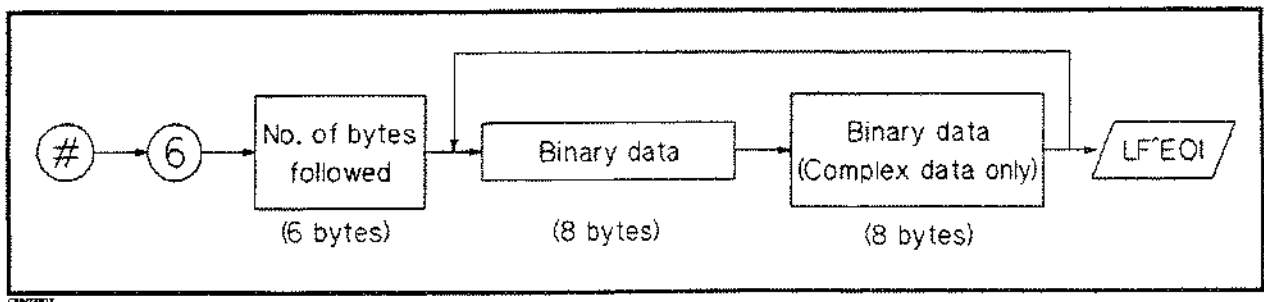 #
6
No. of bytes
followed
(6 bytes)
Binary data
(8 bytes)
Binary data
(Complex data only)
(8 bytes)
LF^EOI